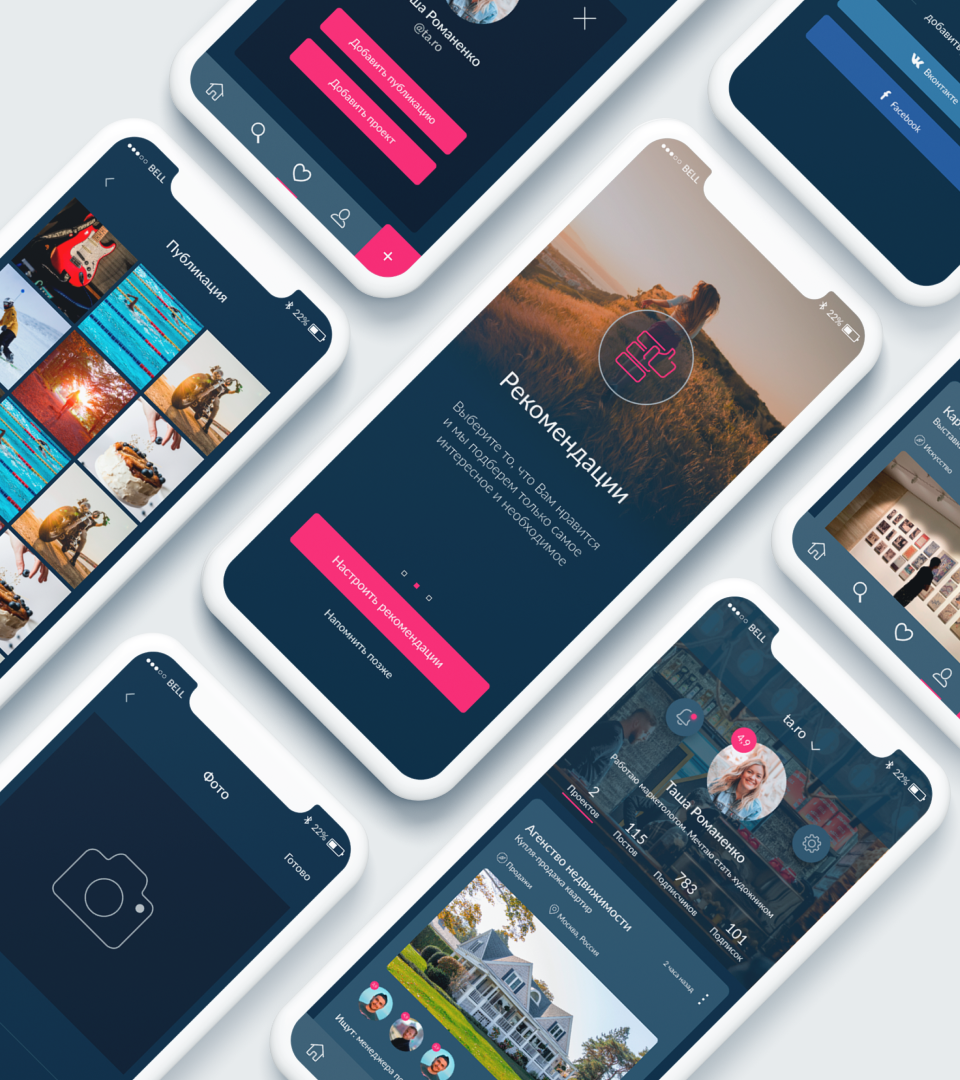 Таша Романенко
@ta.ro
Добавить публикацию
Добавить проект
добавить
Вконтакте
Facebook
BELL
22%
Публикация
BELL
22%
Рекомендации
Выберите то, что Вам нравится
и мы подберем только самое
интересное и необходимое
Настроить рекомендации
Напомнить позже
Выставка
Искусство
BELL
22%
Фото
Готово
BELL
22%
ta.ro
4,9
Таша Романенко
Работаю маркетологом. Мечтаю стать художником
2
Проектов
115
Постов
783
Подписчиков
101
Подписок
Агенство недвижимости
Купля-продажа квартир
Продажи
Москва, Россия
2 часа назад
Ищут: менеджера